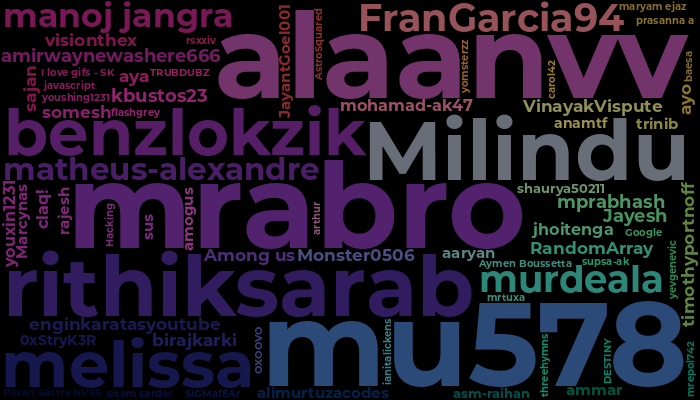 manoj jangra
FranGarcia94
maryam ejaz
prasanna a
visionthex
rsxxiv
alaanvv
JayantGoel001
AstroSquared
amirwaynewashere666
I love gifs - SK
aya
TRUBDUBZ
yomsterzz
carol42
baesa
ayo
sajan
javascript
youshing1231
kbustos23
mohamad-ak47
VinayakVispute
somesh
flashgrey
anamtf
trinib
benzlokzik
Milindu
matheus-alexandre
mrabro
shaurya50211
mprabhash
Jayesh
youxin1231
Marcynas
claq!
rajesh
Hacking
sus
amogus
arthur
jhoitenga
Google
timothyportnoff
Among us
Monster0506
aaryan
RandomArray
Aymen Boussetta
supsa-ak
yevgenevic
rithiksarab
murdeala
mrtuxa
mu578
enginkaratasyoutube
0xStryK3R
birajkarki
oxoovo
ianitalickens
threehymns
DESTINY
mrepol742
melissa
Pavan Sastry NVSS
sitam sardar
SIGMafEAr
alimurtuzacodes
asm-raihan
ammar